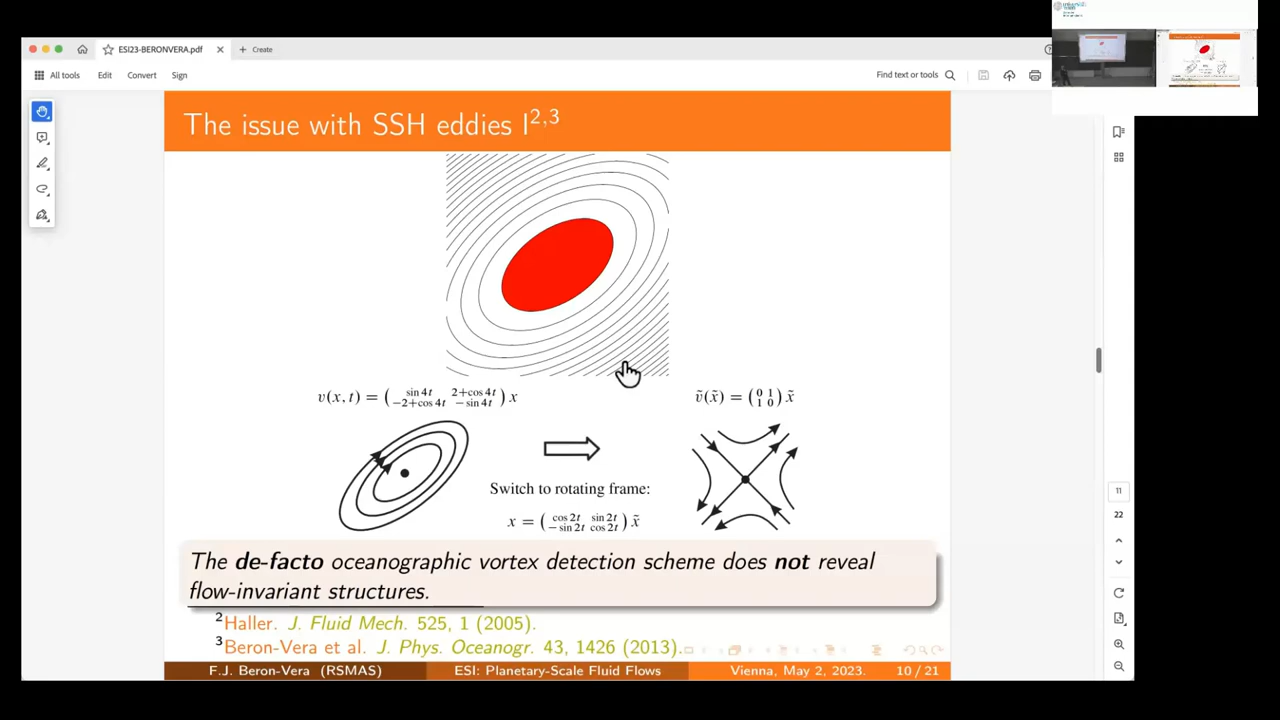 ESI23-BERONVERA.pdf
Create
All tools Edit Convert Sign
Find text or tools
The issue with SSH eddies I2,3
v(x, t) = ( sin 4t 2+cos 4t
−2+cos 4t − sin 4t ) x
ṽ(x̃) = ( 0 1
1 0 ) x̃
Switch to rotating frame:
x = ( cos 2t sin 2t
− sin 2t cos 2t ) x̃
The de-facto oceanographic vortex detection scheme does not reveal
flow-invariant structures.
2Haller. J. Fluid Mech. 525, 1 (2005).
3Beron-Vera et al. J. Phys. Oceanogr. 43, 1426 (2013).
F.J. Beron-Vera (RSMAS) ESI: Planetary-Scale Fluid Flows Vienna, May 2, 2023. 10 / 21
11
22